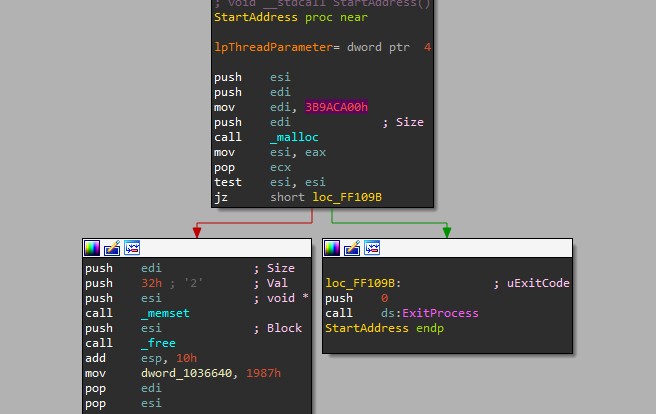 ; void __stdcall StartAddress()
StartAddress proc near
lpThreadParameter= dword ptr 4
push esi
push edi
mov edi, 3B9ACA00h
push edi ; Size
call _malloc
mov esi, eax
pop ecx
test esi, esi
jz short loc_FF109B
push edi ; Size
push 32h ; '2' ; Val
push esi ; void *
call _memset
push esi ; Block
call _free
add esp, 10h
mov dword_1036640, 1987h
pop edi
pop esi
loc_FF109B: ; uExitCode
push 0
call ds:ExitProcess
StartAddress endp